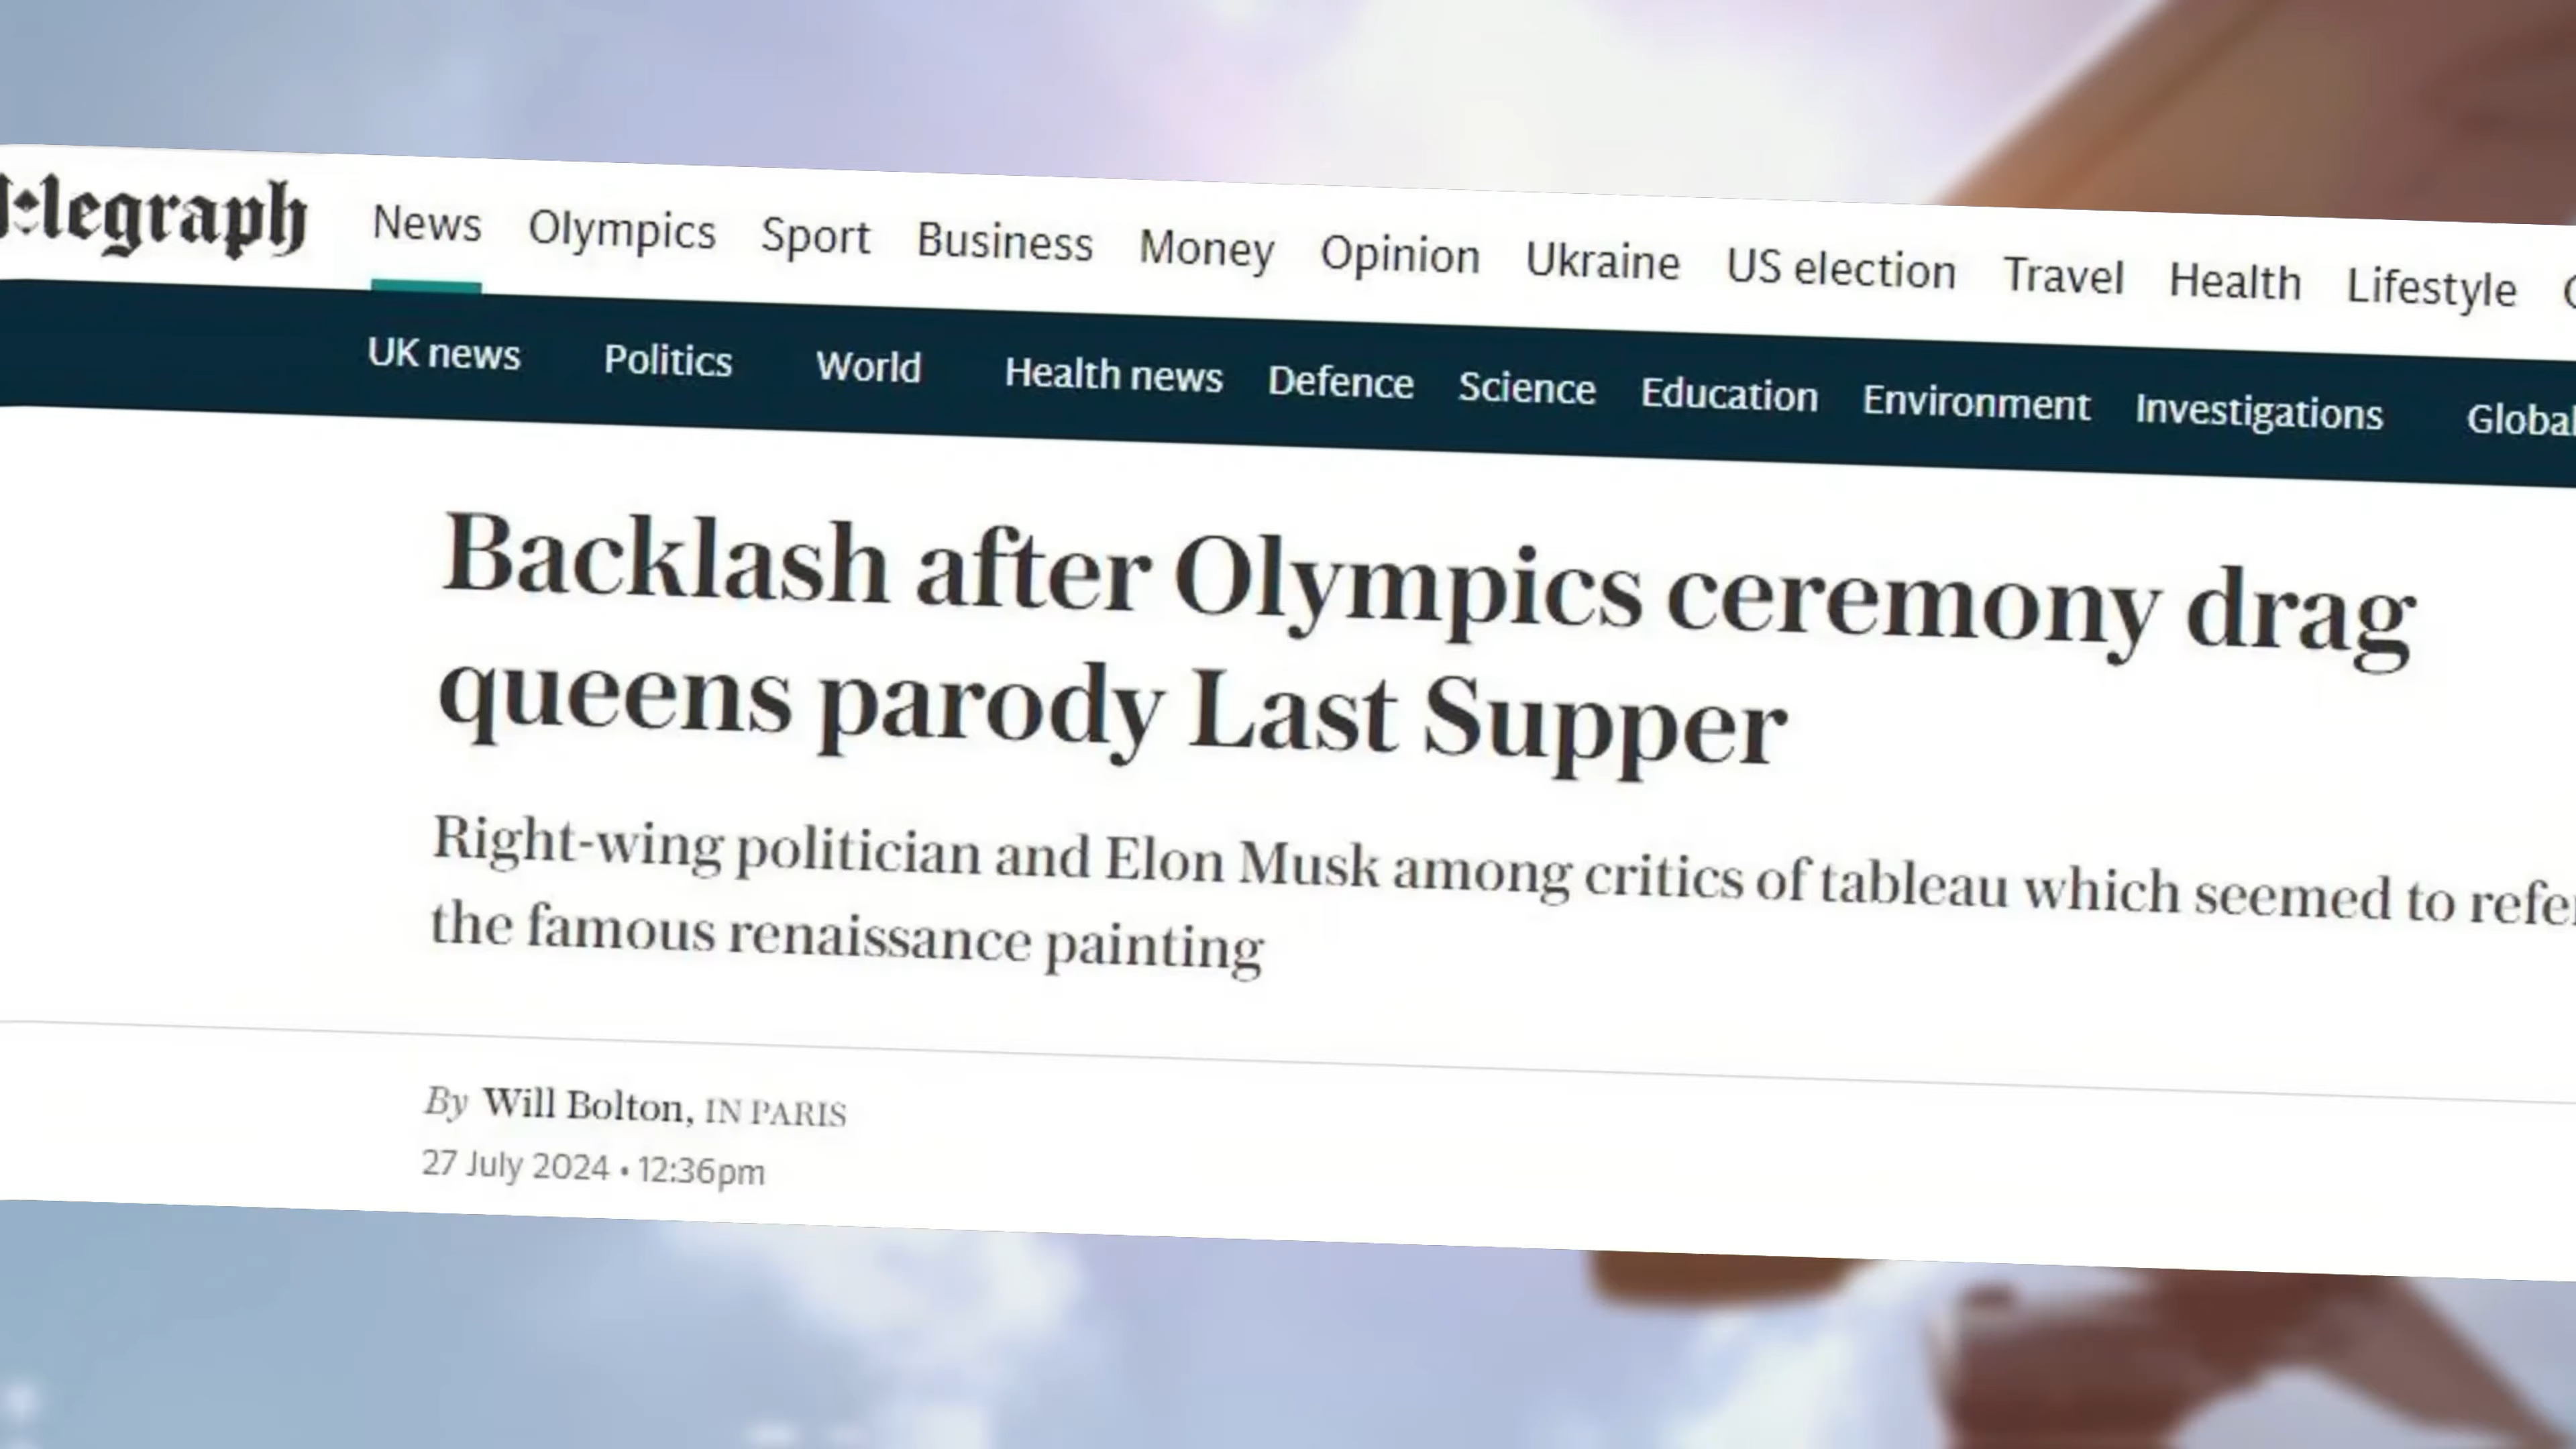 News Olympics Sport Business Money Opinion Ukraine US election Travel Health Lifestyle
UK news Politics World Health news Defence Science Education Environment Investigations Global
Backlash after Olympics ceremony drag
queens parody Last Supper
Right-wing politician and Elon Musk among critics of tableau which seemed to
the famous renaissance painting
By Will Bolton, IN PARIS
27 July 2024 • 12:36pm